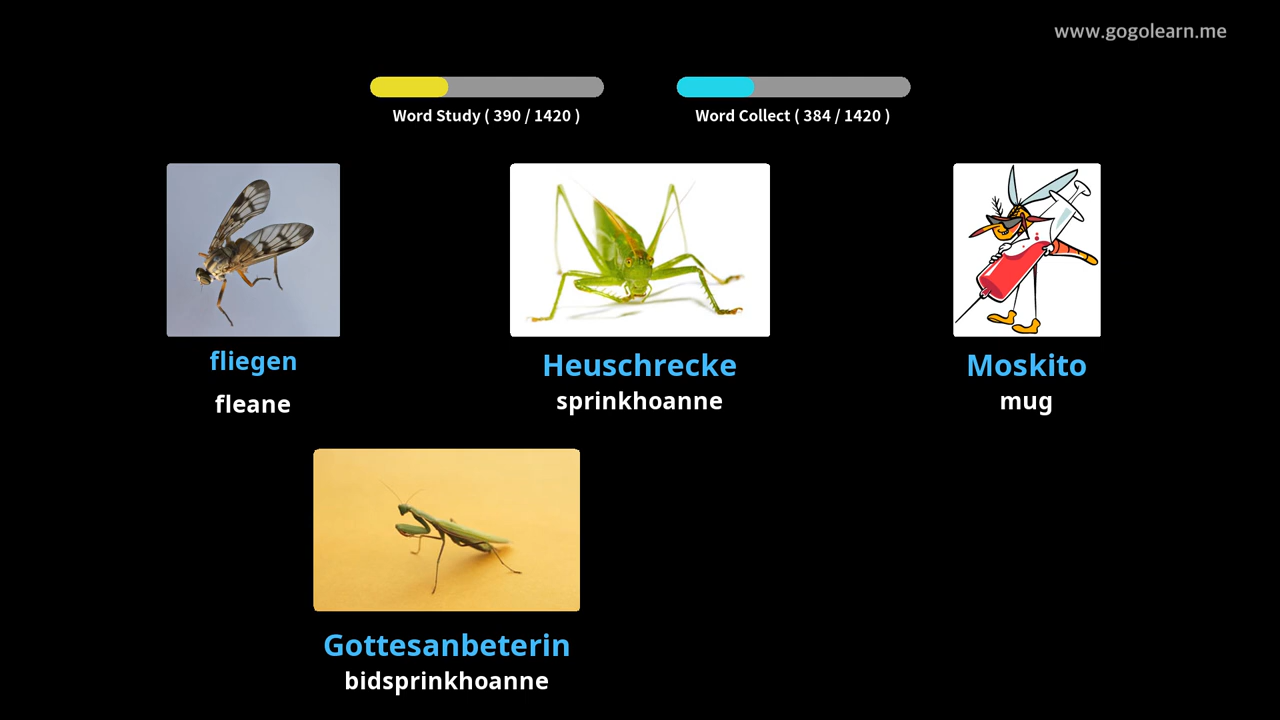 www.gogolearn.me
Word Study ( 390 / 1420 )
Word Collect ( 384 / 1420 )
fliegen
fleane
Heuschrecke
sprinkhoanne
Moskito
mug
Gottesanbeterin
bidsprinkhoanne